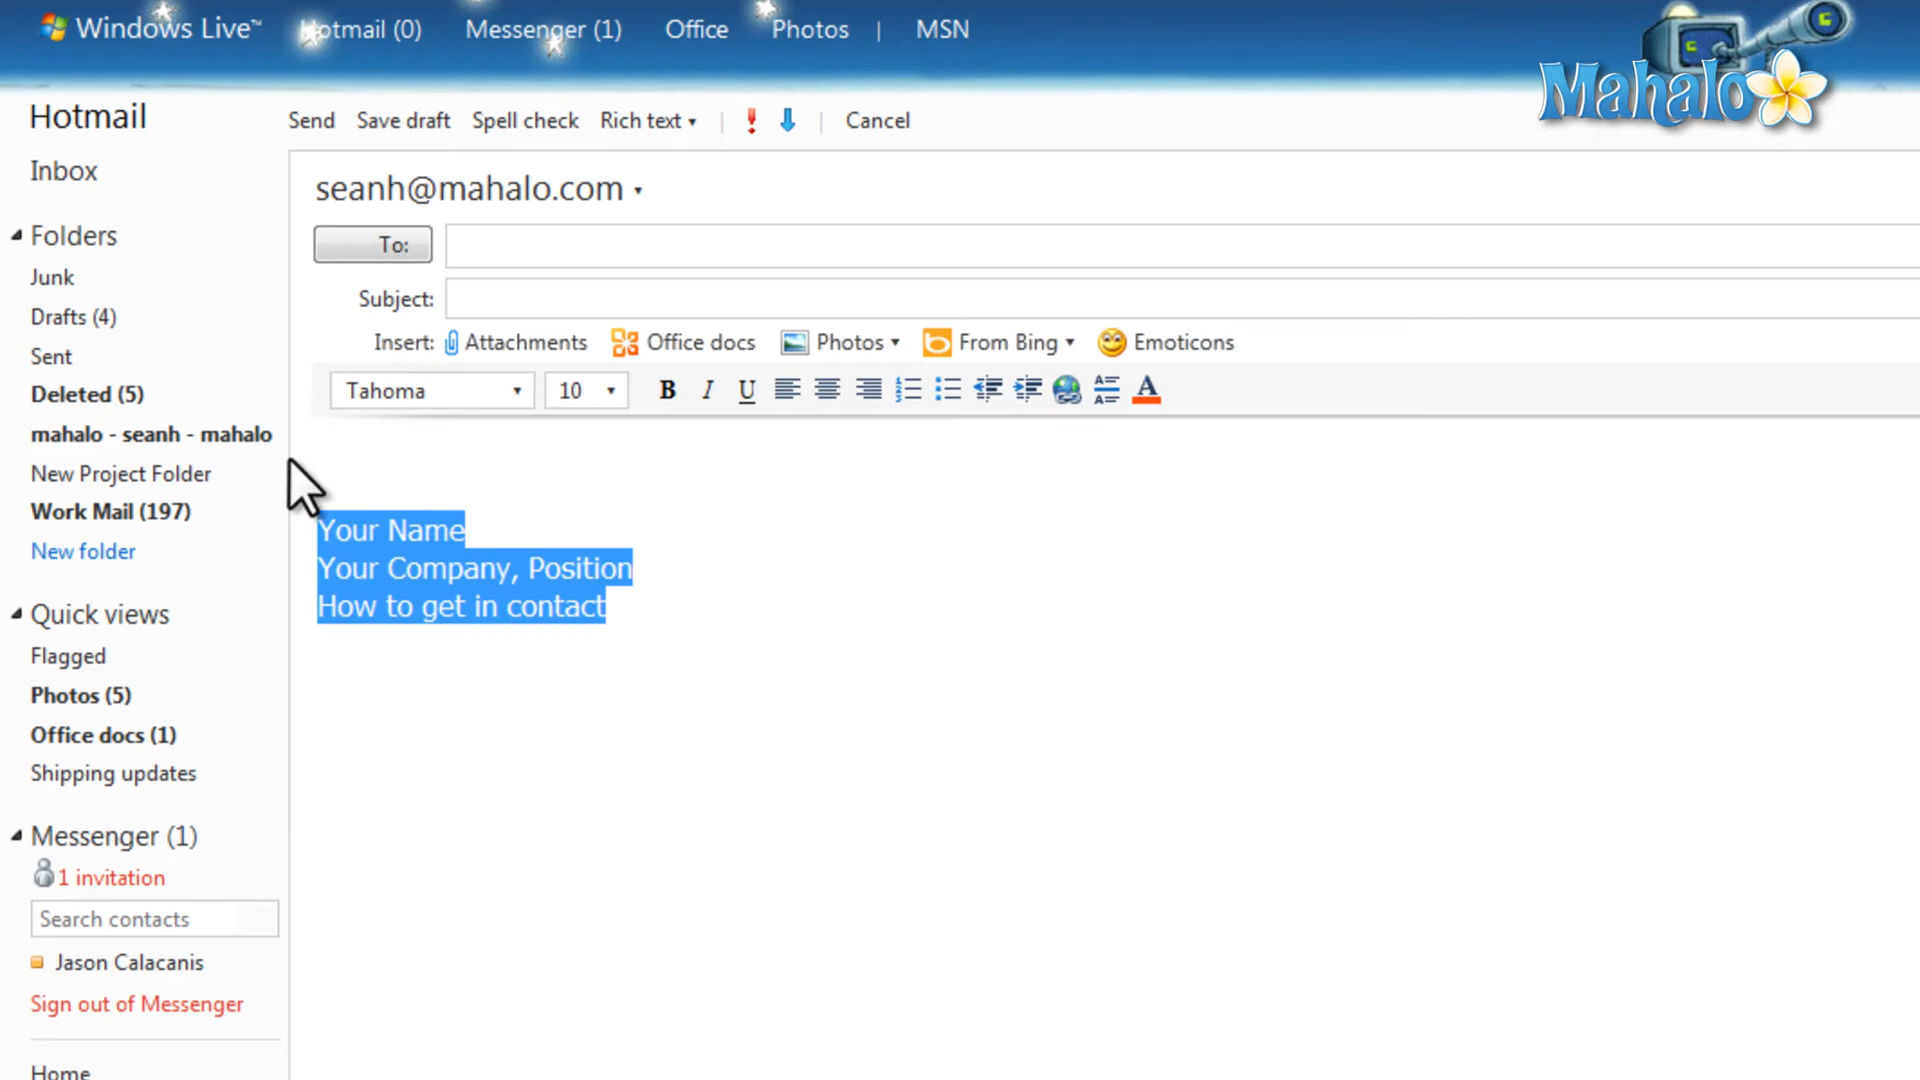 Windows Live™ Hotmail (0) Messenger (1) Office Photos | MSN
Mahalo
Hotmail
Send Save draft Spell check Rich text Cancel
Inbox
seanh@mahalo.com
To:
Folders
Junk
Subject:
Drafts (4)
Insert: Attachments Office docs Photos From Bing Emoticons
Sent
Tahoma 10 B I U A
Deleted (5)
mahalo - seanh - mahalo
New Project Folder
Work Mail (197)
Your Name
New folder
Your Company, Position
How to get in contact
Quick views
Flagged
Photos (5)
Office docs (1)
Shipping updates
Messenger (1)
1 invitation
Search contacts
Jason Calacanis
Sign out of Messenger
Home